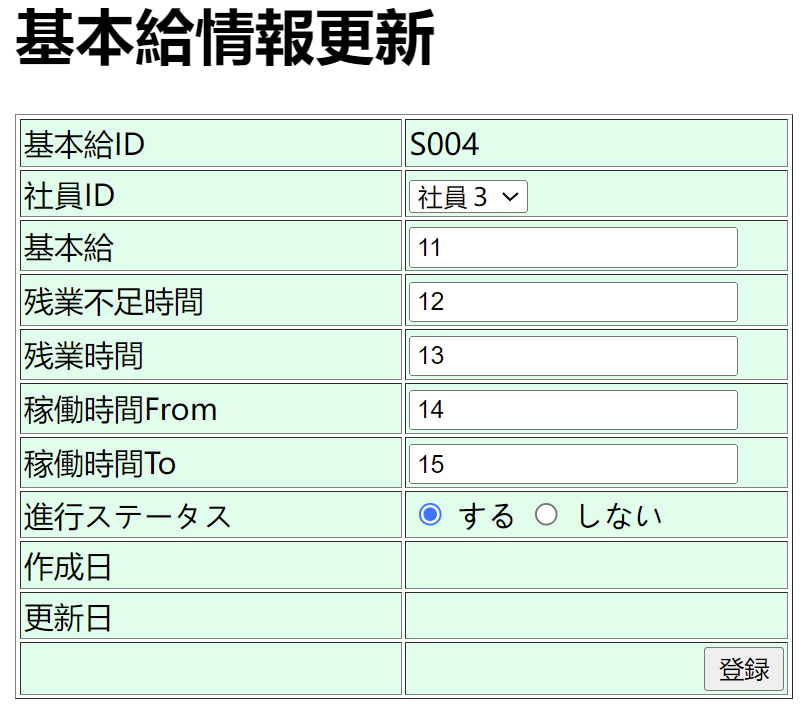 基本給情報更新
基本給ID S004
社員ID 社員３
基本給 11
残業不足時間 12
残業時間 13
稼働時間From 14
稼働時間To 15
進行ステータス する しない
作成日
更新日
登録